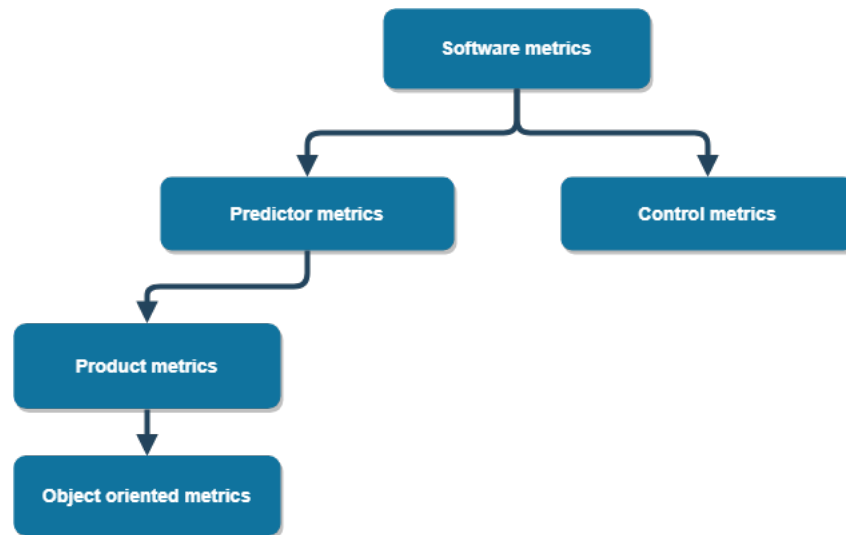 Software metrics
Predictor metrics
Control metrics
Product metrics
Object oriented metrics